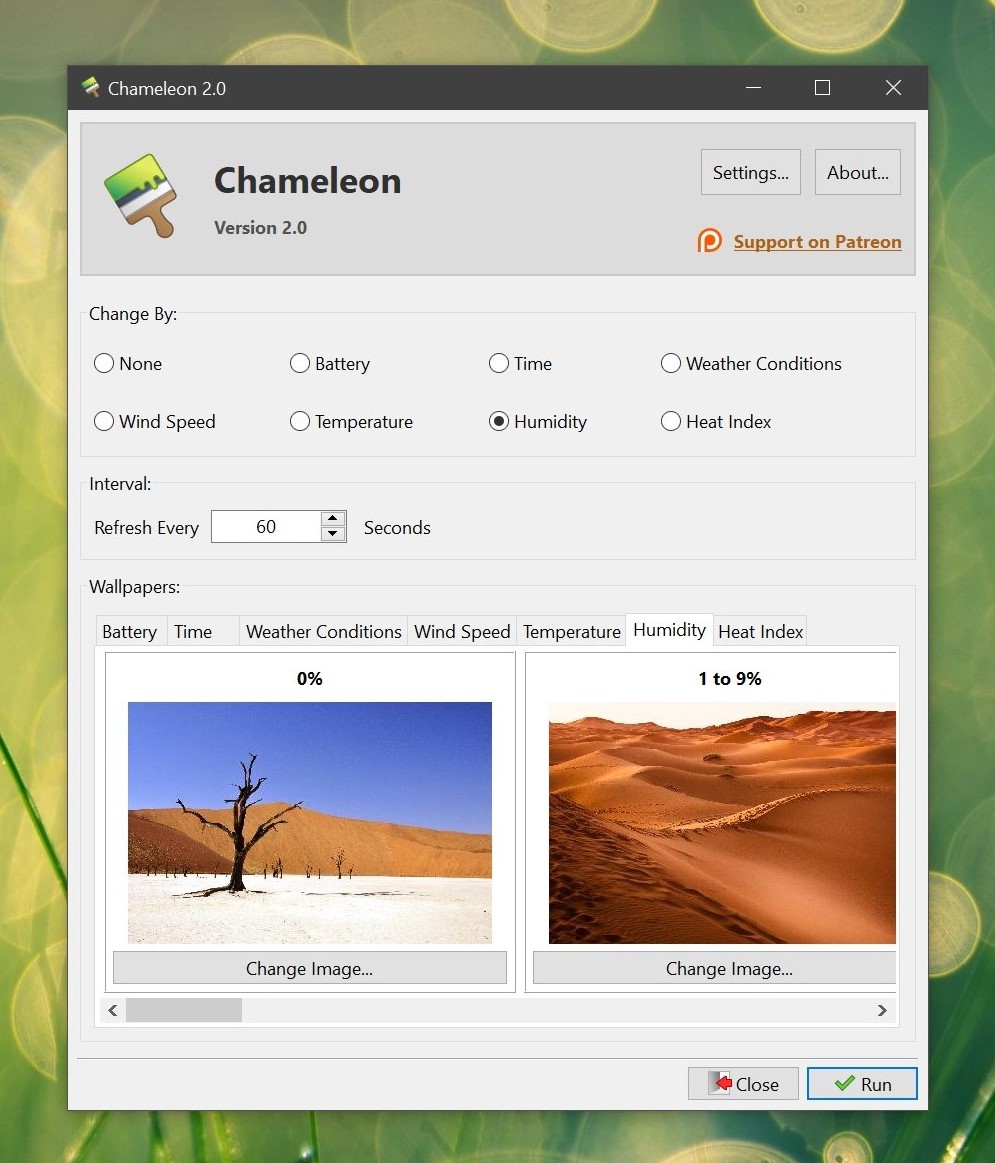 Chameleon 2.0
Chameleon
Version 2.0
Settings...
About...
Support on Patreon
Change By:
None
Battery
Time
Weather Conditions
Wind Speed
Temperature
Humidity
Heat Index
Interval:
Refresh Every 60 Seconds
Wallpapers:
Battery Time Weather Conditions Wind Speed Temperature Humidity Heat Index
0%
1 to 9%
Change Image...
Change Image...
Close
Run